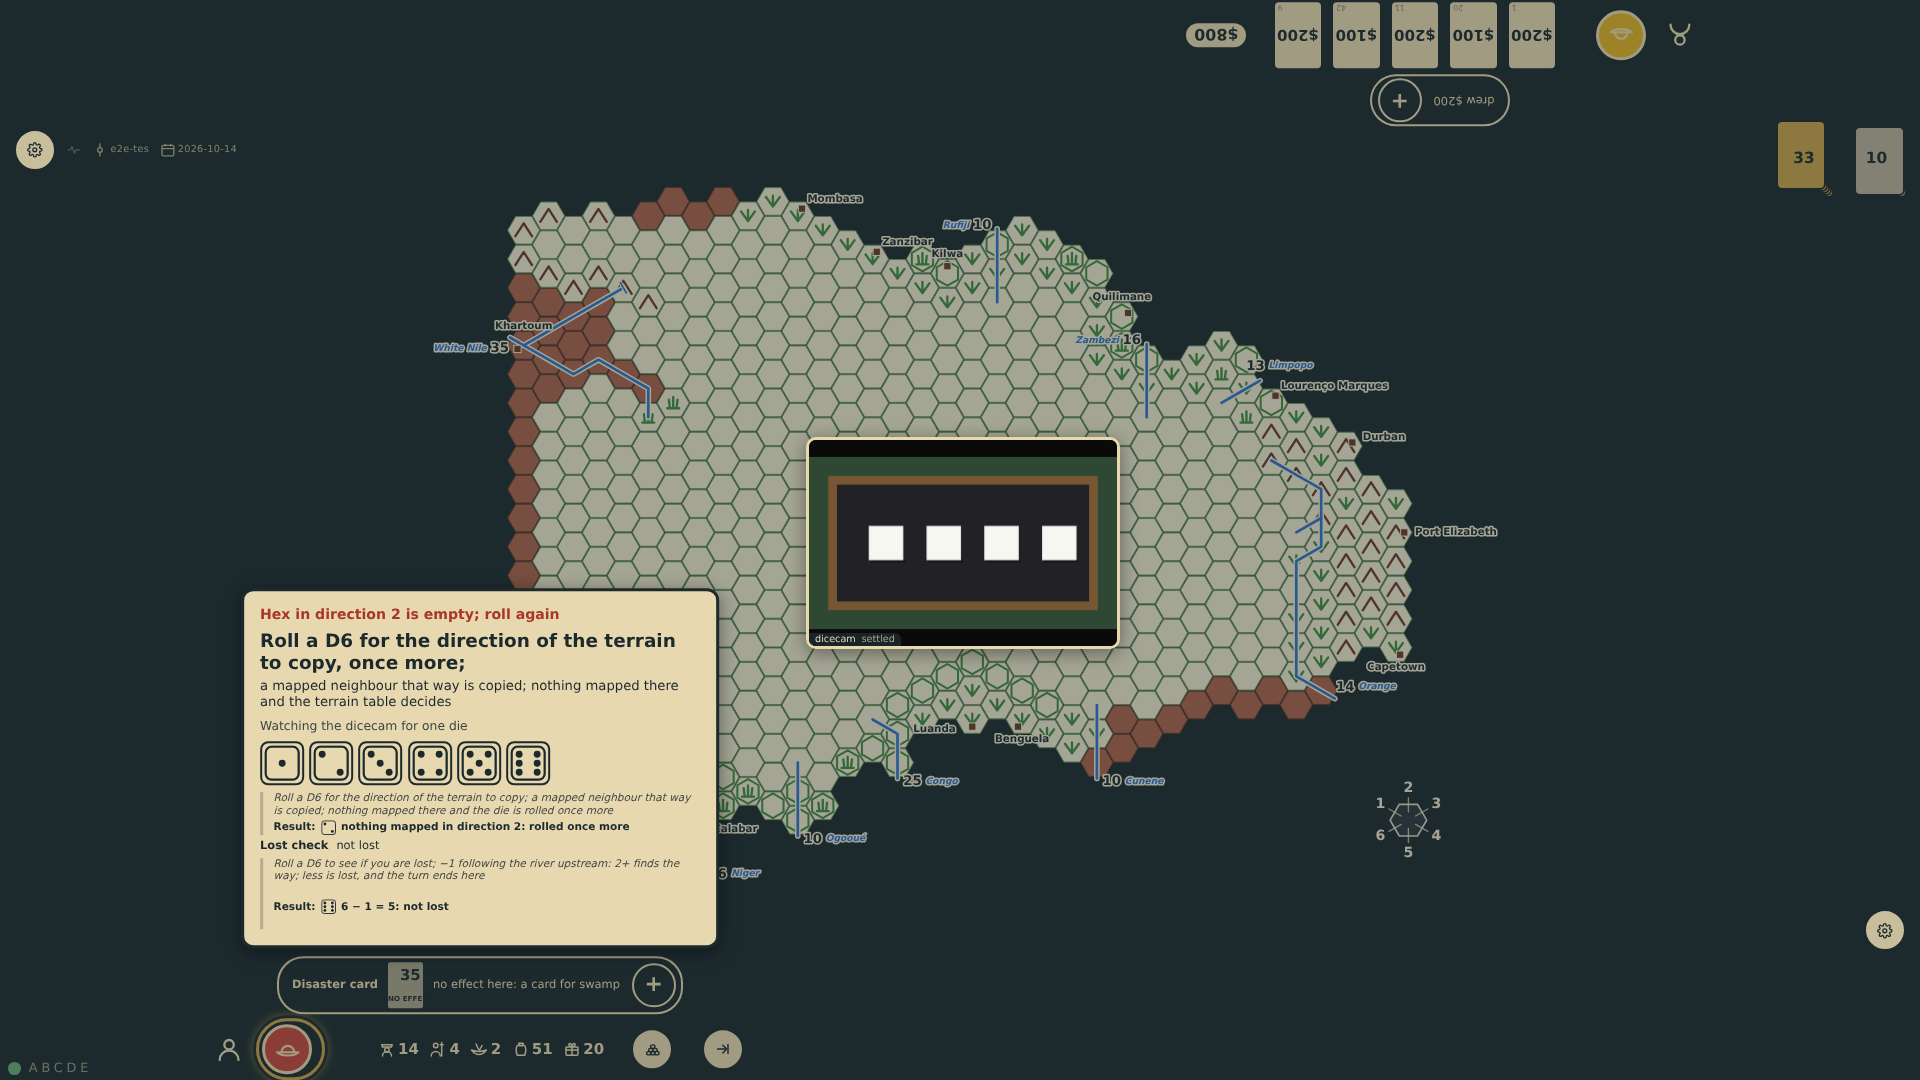 $800
$200
9
$100
42
$200
11
$100
20
$200
1
drew $200
e2e-tes
2026-10-14
33
10
Mombasa
Rufiji 10
Zanzibar
Kilwa
Quilimane
Khartoum
White Nile 35
Zambezi 16
13 Limpopo
Lourenço Marques
Durban
Port Elizabeth
dicecam settled
Capetown
14 Orange
Luanda
Benguela
25 Congo
10 Cunene
10 Ogooué
6 Niger
1
2
3
4
5
6
Hex in direction 2 is empty; roll again
Roll a D6 for the direction of the terrain
to copy, once more;
a mapped neighbour that way is copied; nothing mapped there
and the terrain table decides
Watching the dicecam for one die
Roll a D6 for the direction of the terrain to copy; a mapped neighbour that way
is copied; nothing mapped there and the die is rolled once more
Result: nothing mapped in direction 2: rolled once more
Lost check not lost
Roll a D6 to see if you are lost; −1 following the river upstream: 2+ finds the
way; less is lost, and the turn ends here
Result: 6 − 1 = 5: not lost
Disaster card 35 NO EFFE no effect here: a card for swamp
14 4 2 51 20
A B C D E